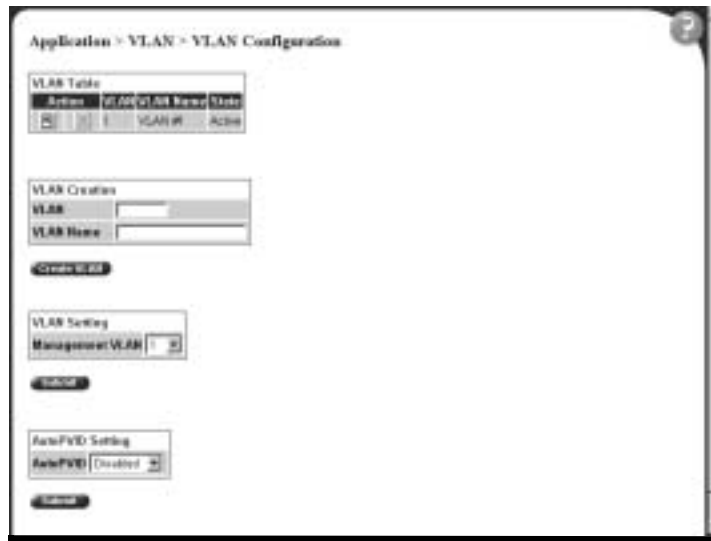 Application > VLAN > VLAN Configuration
?
VLAN Table
Action VLAN VLAN Name State
1 VLAN #1 Active
VLAN Creation
VLAN
VLAN Name
Create VLAN
VLAN Setting
Management VLAN 1
Submit
AutoPVID Setting
AutoPVID Disabled
Submit